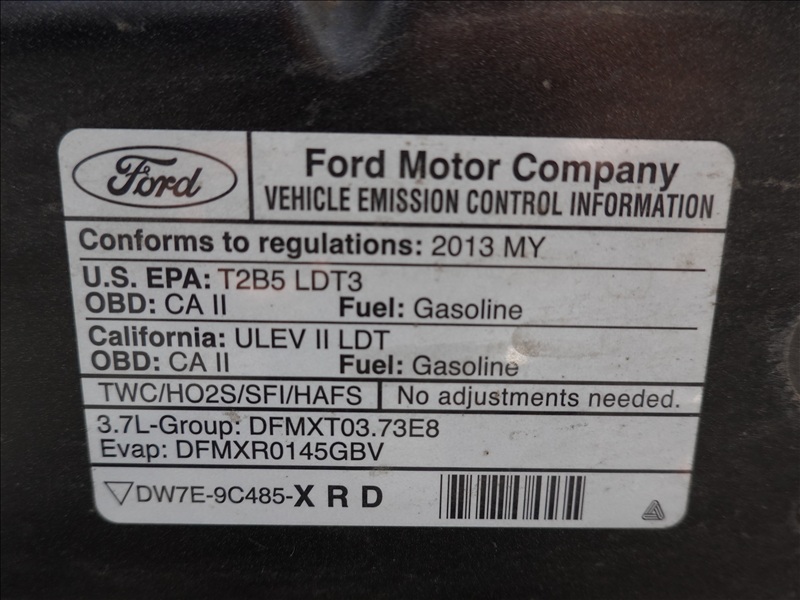 Ford
Ford Motor Company
VEHICLE EMISSION CONTROL INFORMATION
Conforms to regulations: 2013 MY
U.S. EPA: T2B5 LDT3
OBD: CA II Fuel: Gasoline
California: ULEV II LDT
OBD: CA II Fuel: Gasoline
TWC/HO2S/SFI/HAFS No adjustments needed.
3.7L-Group: DFMXT03.73E8
Evap: DFMXR0145GBV
DW7E-9C485-X R D